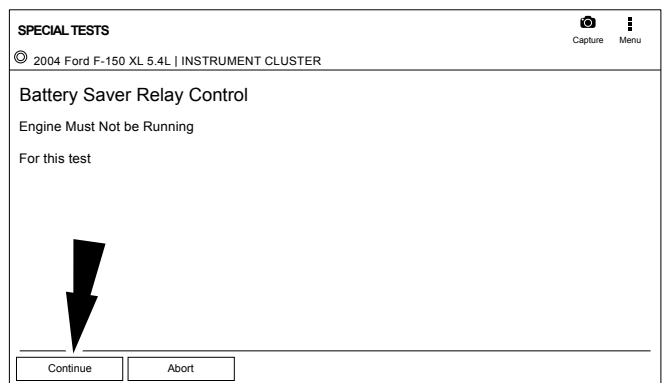 SPECIAL TESTS
Capture Menu
2004 Ford F-150 XL 5.4L | INSTRUMENT CLUSTER
Battery Saver Relay Control
Engine Must Not be Running
For this test
Continue Abort